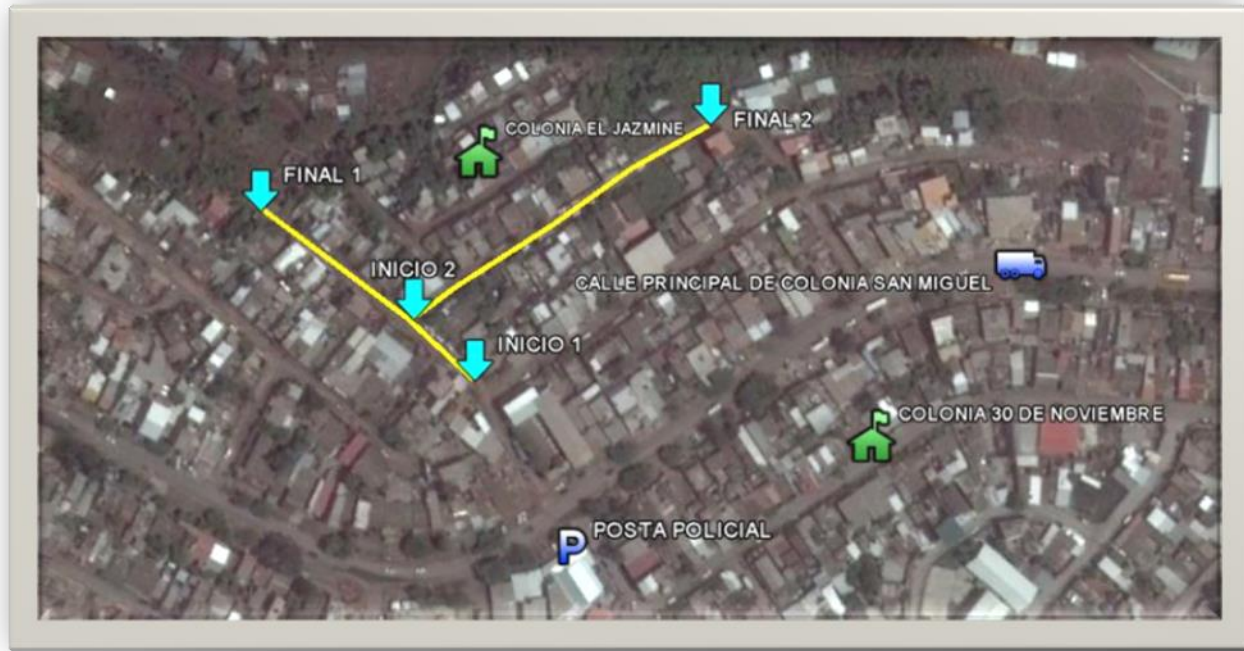 FINAL 2
COLONIA EL JAZMINE
FINAL 1
INICIO 2
CALLE PRINCIPAL DE COLONIA SAN MIGUEL
INICIO 1
COLONIA 30 DE NOVIEMBRE
P
POSTA POLICIAL